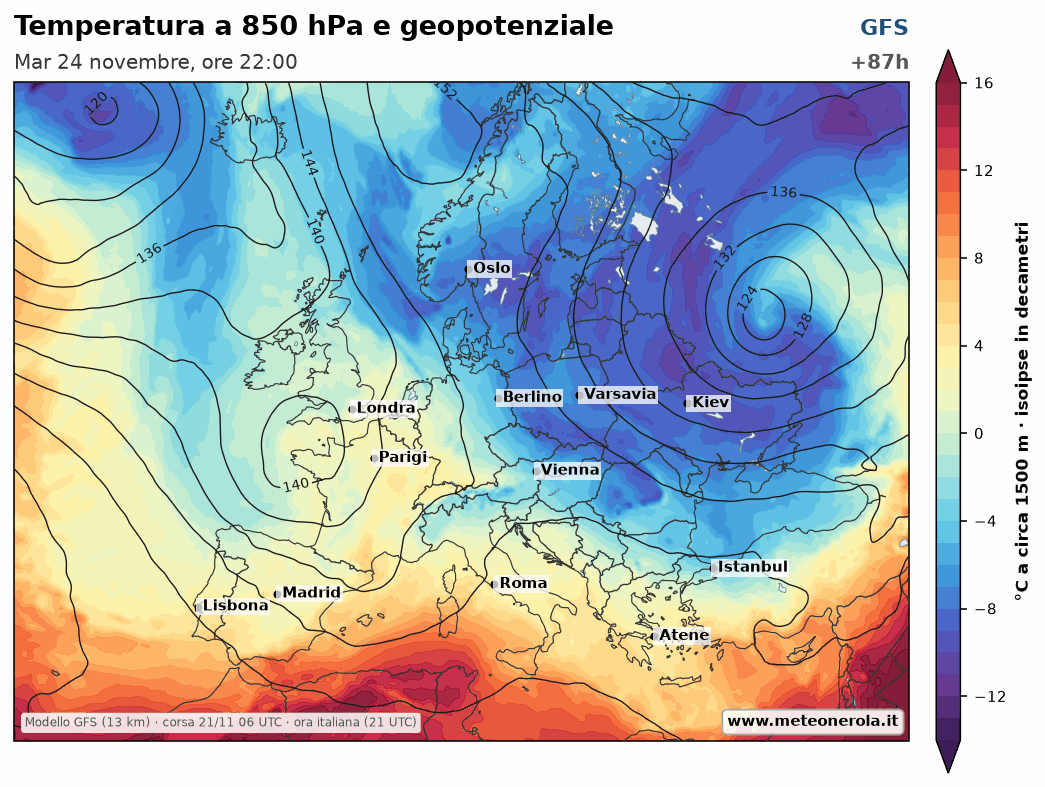 Temperatura a 850 hPa e geopotenziale
GFS
Mar 24 novembre, ore 22:00
+87h
120
152
144
140
136
136
132
124
128
140
Oslo
Berlino
Varsavia
Kiev
Londra
Parigi
Vienna
Istanbul
Roma
Madrid
Lisbona
Atene
Modello GFS (13 km) · corsa 21/11 06 UTC · ora italiana (21 UTC)
www.meteonerola.it
16
12
8
4
0
−4
−8
−12
°C a circa 1500 m · isoipse in decametri